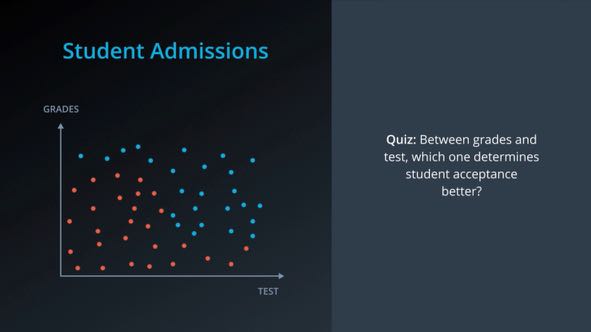 Student Admissions
GRADES
TEST
Quiz: Between grades and
test, which one determines
student acceptance
better?